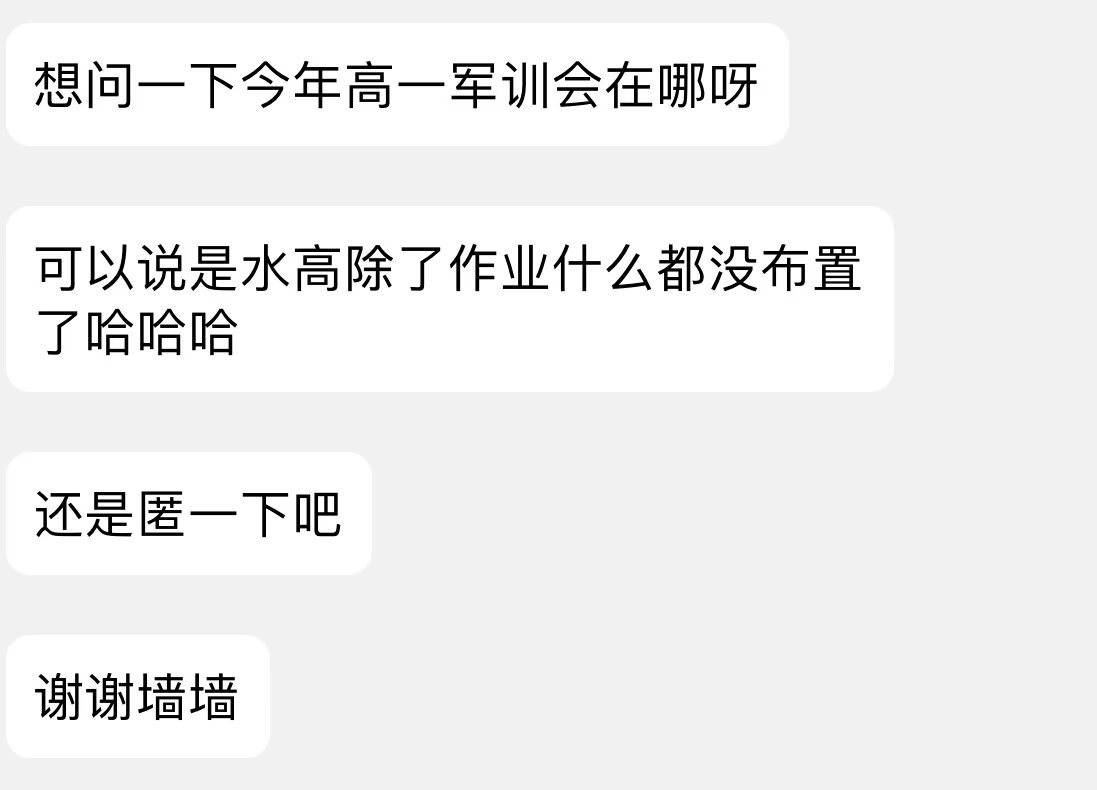 想问一下今年高一军训会在哪呀
可以说是水高除了作业什么都没布置
了哈哈哈
还是匿一下吧
谢谢墙墙